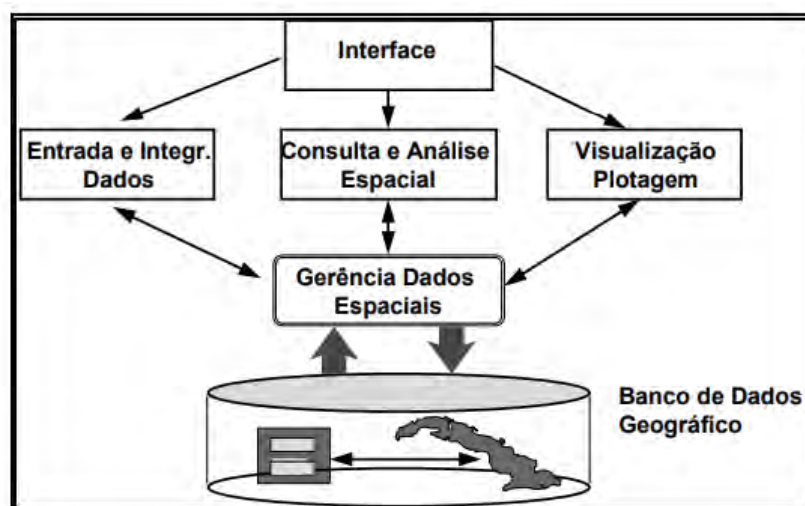 Interface
Entrada e Integr.
Dados
Consulta e Análise
Espacial
Visualização
Plotagem
Gerência Dados
Espaciais
Banco de Dados
Geográfico